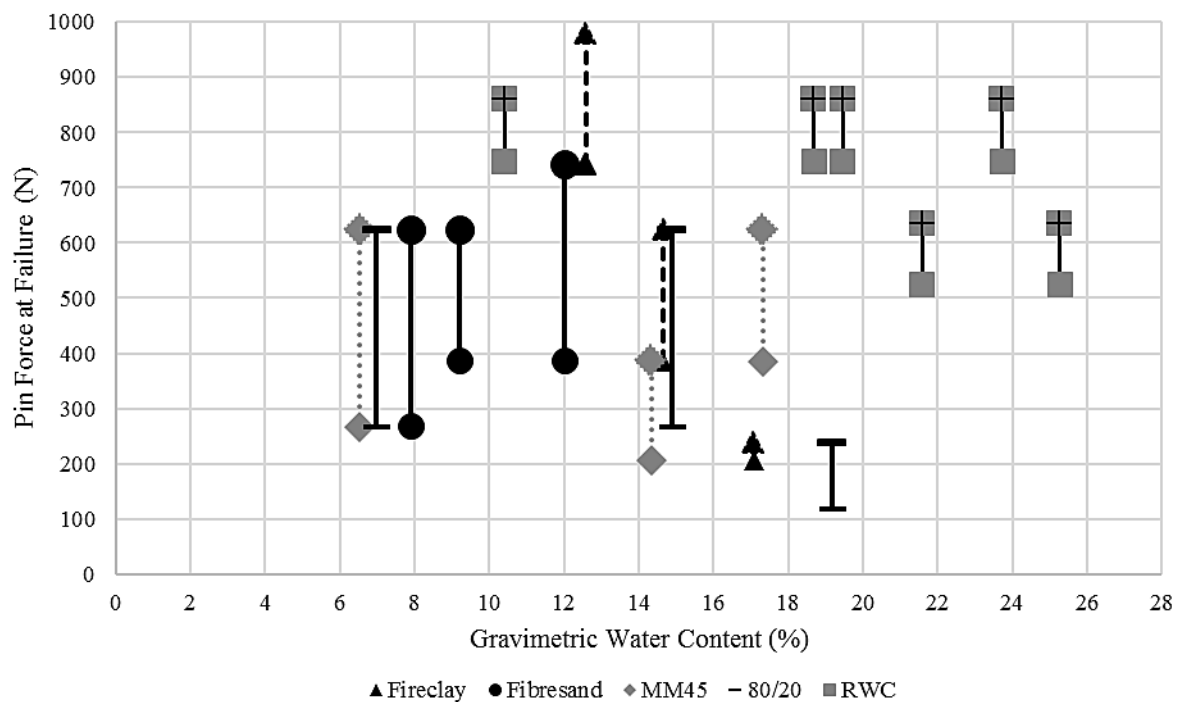 Pin Force at Failure (N)
1000
900
800
700
600
500
400
300
200
100
0
0 2 4 6 8 10 12 14 16 18 20 22 24 26 28
Gravimetric Water Content (%)
Fireclay Fibresand MM45 80/20 RWC